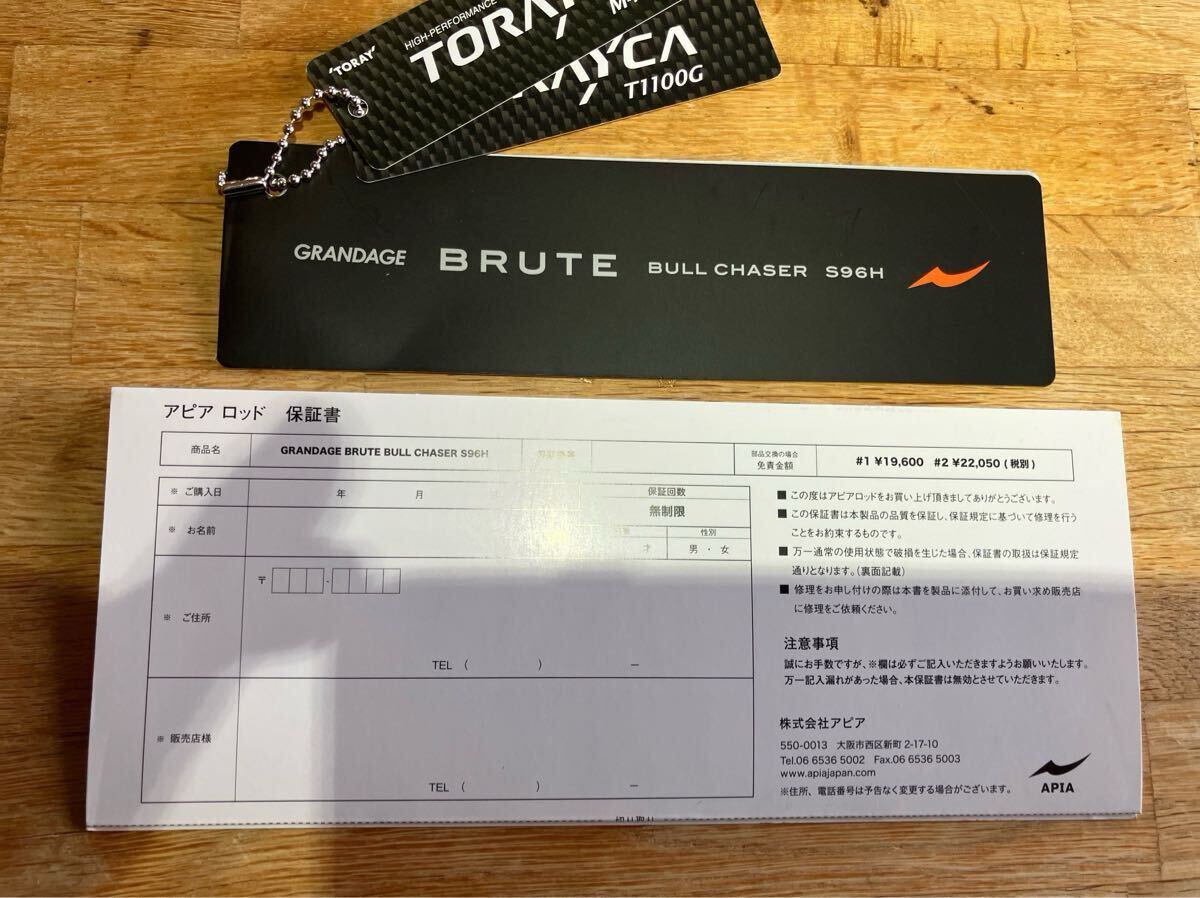 'TORAY'
HIGH-PERFORMANCE
TORAY
T1100G
GRANDAGE BRUTE BULL CHASER S96H
アピア ロッド 保証書
商品名 GRANDAGE BRUTE BULL CHASER S96H
部品交換の場合
免責金額
#1 ¥19,600 #2 ¥22,050 (税別)
※ ご購入日 年 月
保証回数
無制限
※ お名前
才
性別
男・女
※ ご住所
〒 -
TEL ( ) ー
※ 販売店様
TEL ( ) ー
■ この度はアピアロッドをお買い上げ頂きましてありがとうございます。
■ この保証書は本製品の品質を保証し、保証規定に基づいて修理を行う
ことをお約束するものです。
■ 万一通常の使用状態で破損を生じた場合、保証書の取扱は保証規定
通りとなります。(裏面記載)
■ 修理をお申し付けの際は本書を製品に添付して、お買い求め販売店
に修理をご依頼ください。
注意事項
誠にお手数ですが、※欄は必ずご記入いただきますようお願いいたします。
万一記入漏れがあった場合、本保証書は無効とさせていただきます。
株式会社アピア
550-0013 大阪市西区新町 2-17-10
Tel.06 6536 5002 Fax.06 6536 5003
www.apiajapan.com
※住所、電話番号は予告なく変更する場合がございます。
APIA
切り取り